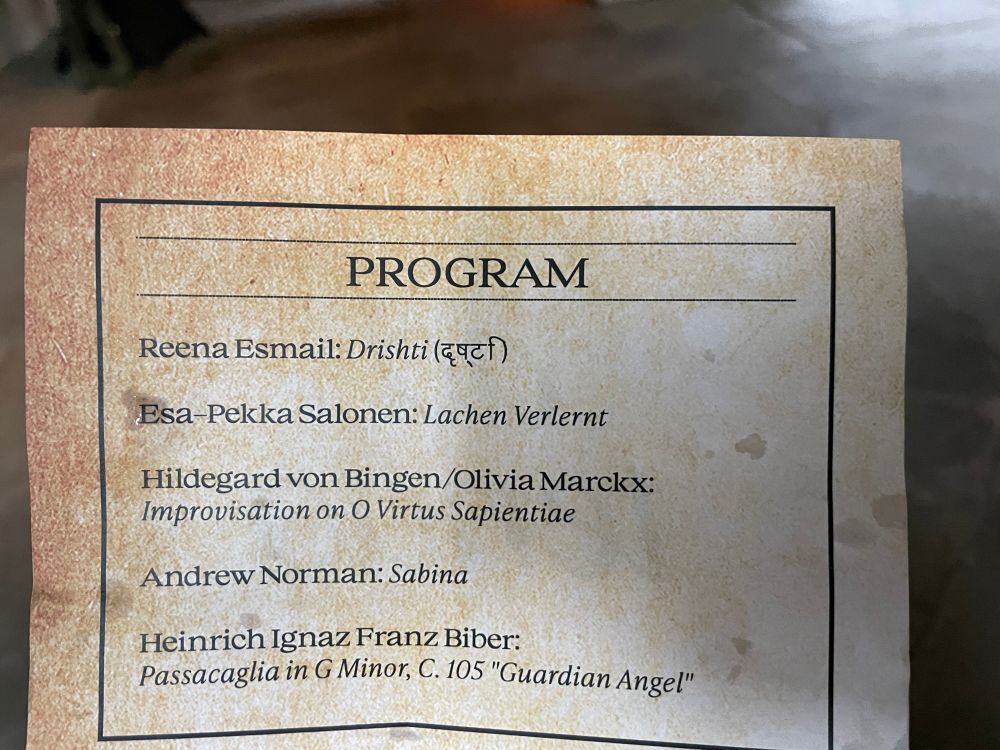 PROGRAM
Reena Esmail: Drishti (दृष्टि)
Esa-Pekka Salonen: Lachen Verlernt
Hildegard von Bingen/Olivia Marckx:
Improvisation on O Virtus Sapientiae
Andrew Norman: Sabina
Heinrich Ignaz Franz Biber:
Passacaglia in G Minor, C. 105 "Guardian Angel"